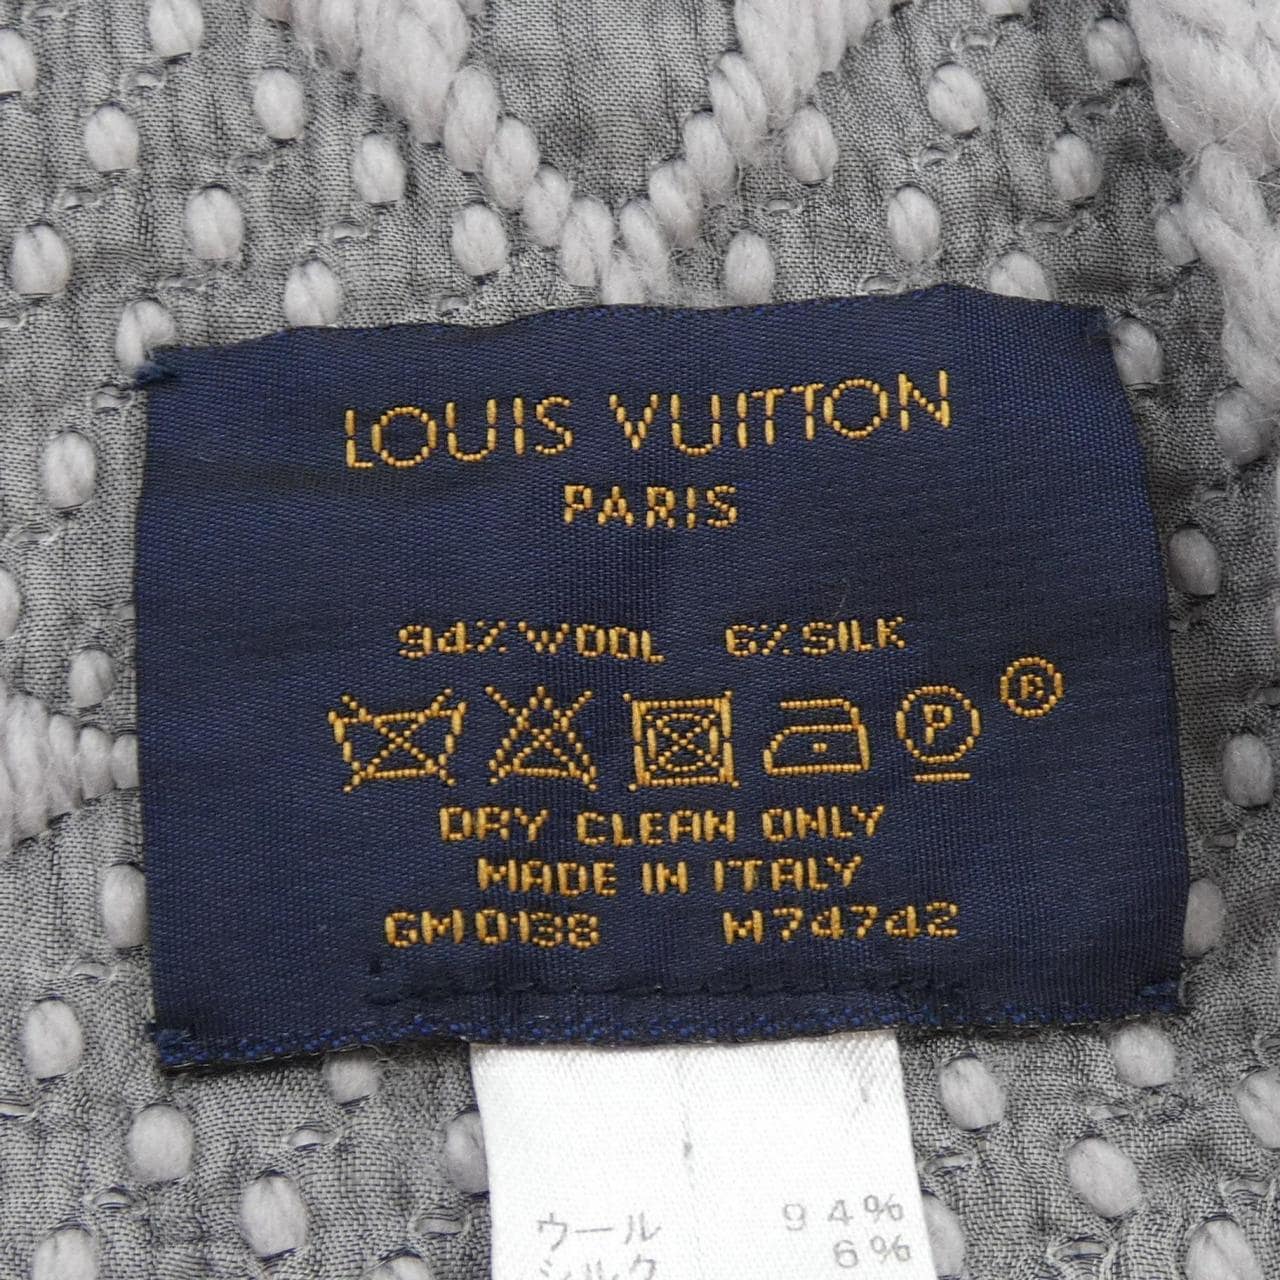 LOUIS VUITTON
PARIS
94% WOOL 6% SILK
P ®
DRY CLEAN ONLY
MADE IN ITALY
GM0138 M74742
ウール 94%
シルク 6%